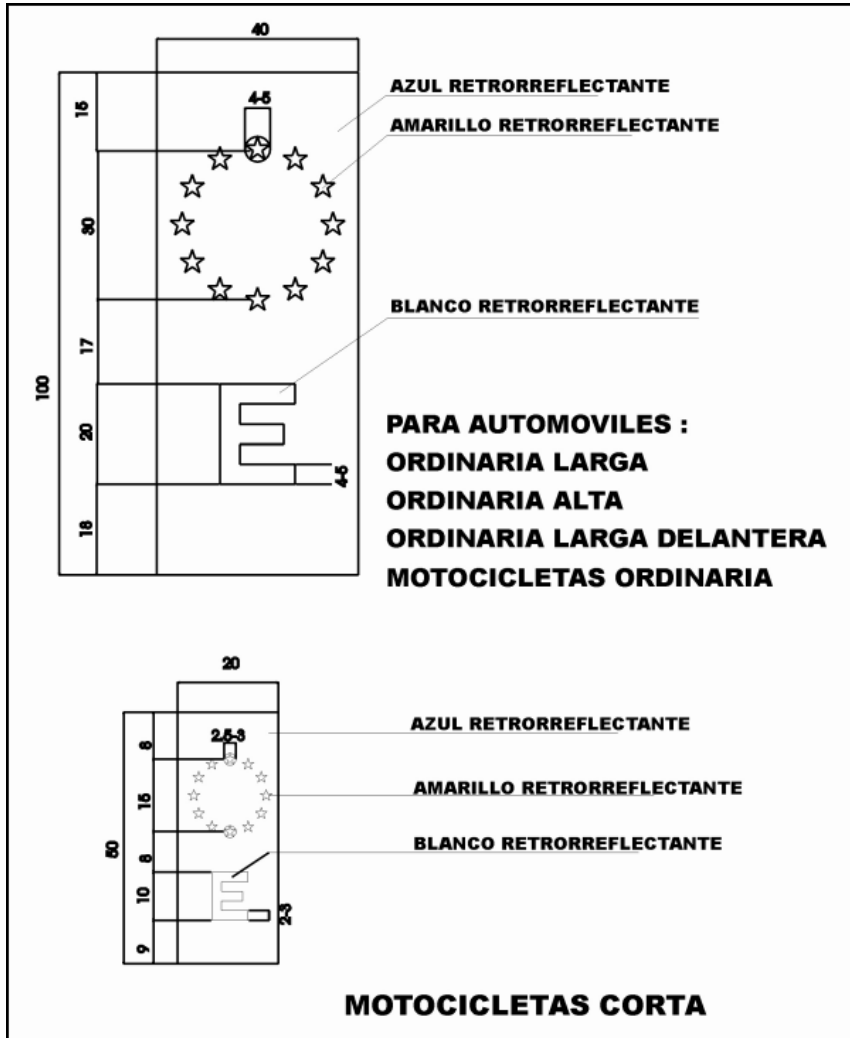 40
AZUL RETRORREFLECTANTE
15
4-5
AMARILLO RETRORREFLECTANTE
30
BLANCO RETRORREFLECTANTE
17
100
E
20
4-5
18
PARA AUTOMOVILES :
ORDINARIA LARGA
ORDINARIA ALTA
ORDINARIA LARGA DELANTERA
MOTOCICLETAS ORDINARIA
20
AZUL RETRORREFLECTANTE
8
2.5-3
AMARILLO RETRORREFLECTANTE
15
BLANCO RETRORREFLECTANTE
50
8
E
10
2-3
9
MOTOCICLETAS CORTA